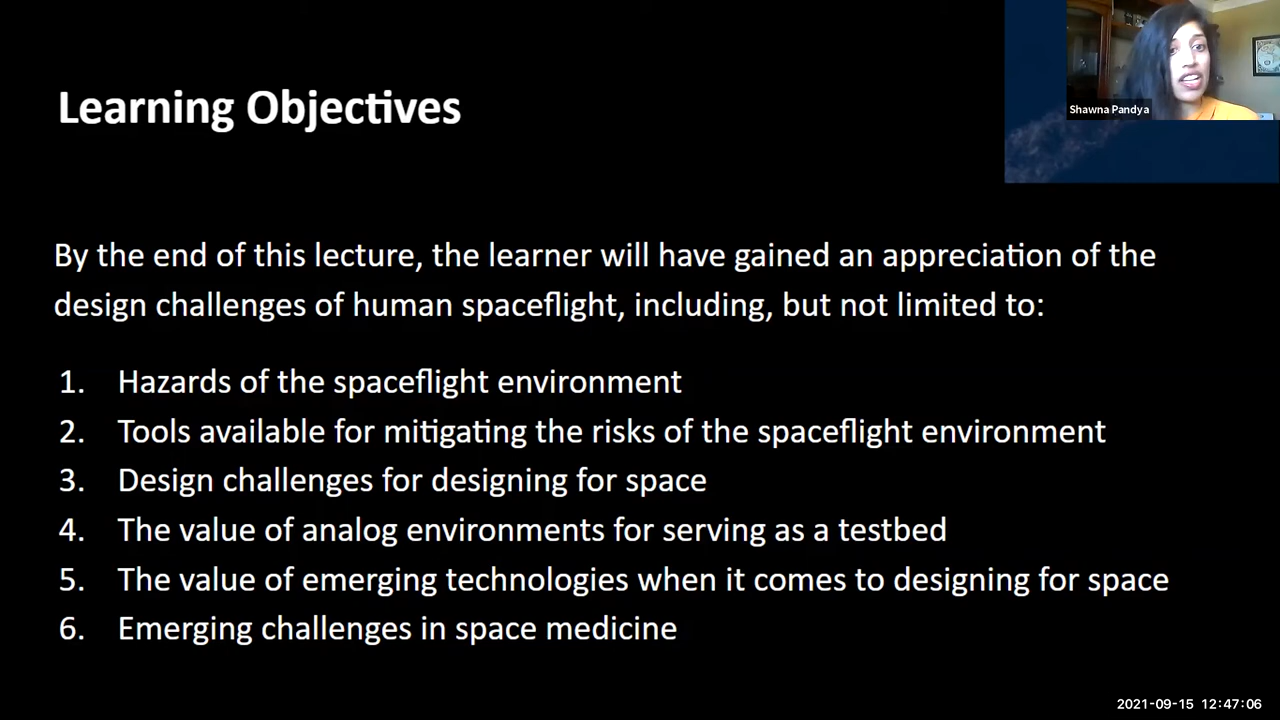 Learning Objectives
Shawna Pandya
By the end of this lecture, the learner will have gained an appreciation of the
design challenges of human spaceflight, including, but not limited to:
1. Hazards of the spaceflight environment
2. Tools available for mitigating the risks of the spaceflight environment
3. Design challenges for designing for space
4. The value of analog environments for serving as a testbed
5. The value of emerging technologies when it comes to designing for space
6. Emerging challenges in space medicine
2021-09-15 12:47:06